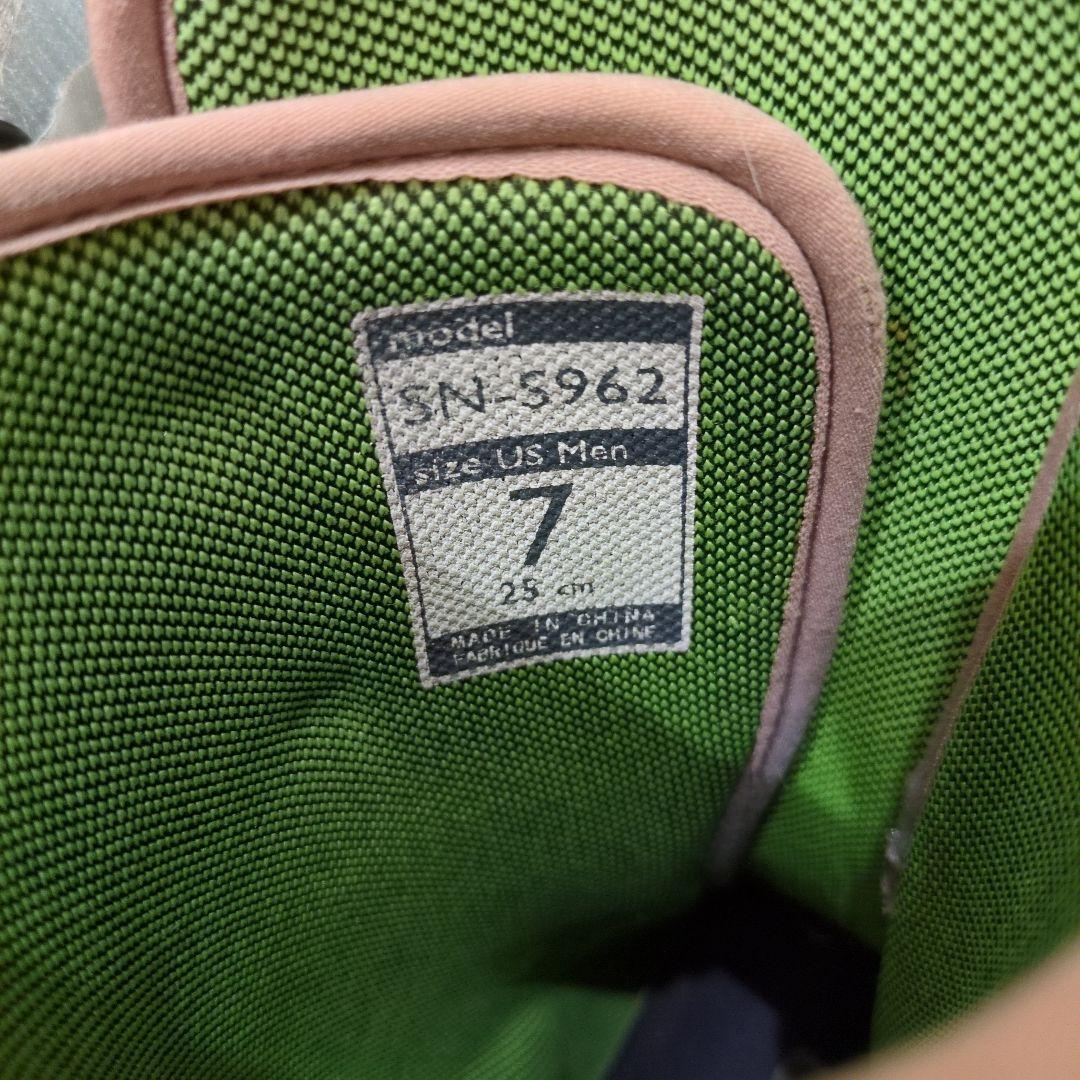 model
SN-S962
size US Men
7
25 cm
MADE IN CHINA
FABRIQUE EN CHINE